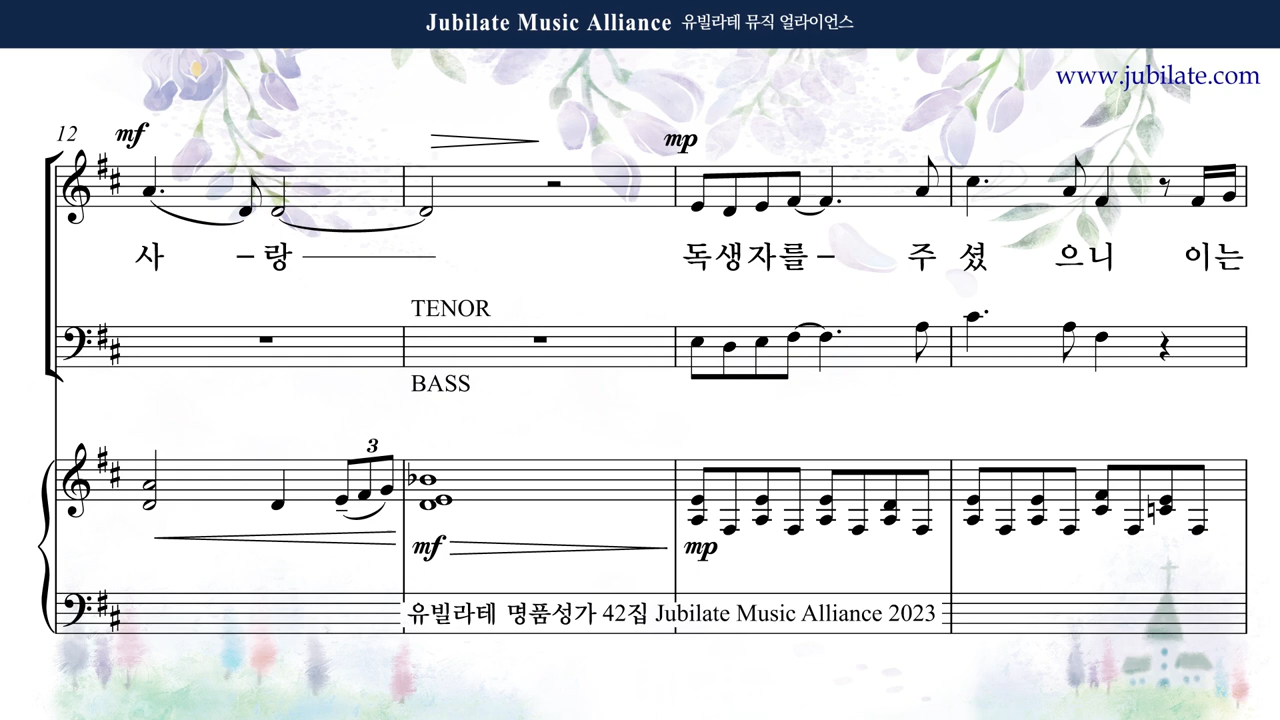 Jubilate Music Alliance 유빌라테 뮤직 얼라이언스
www.jubilate.com
12 mf mp
사 - 랑 독생자를 - 주 셨 으니 이는
TENOR
BASS
3
mf mp
유빌라테 명품성가 42집 Jubilate Music Alliance 2023